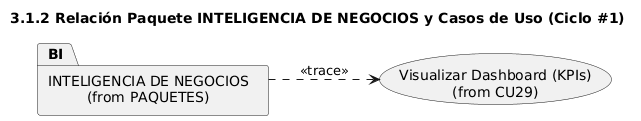 3.1.2 Relación Paquete INTELIGENCIA DE NEGOCIOS y Casos de Uso (Ciclo #1)
BI
INTELIGENCIA DE NEGOCIOS
(from PAQUETES)
«trace»
Visualizar Dashboard (KPIs)
(from CU29)